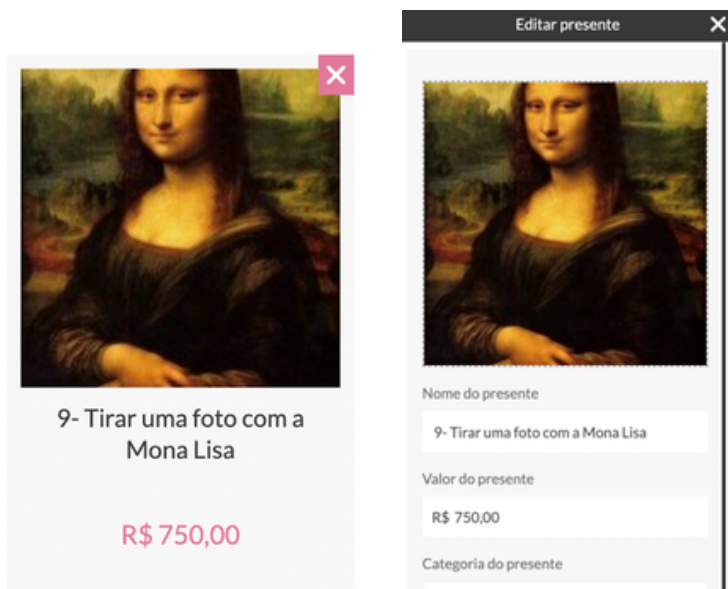 9- Tirar uma foto com a
Mona Lisa
R$ 750,00
Editar presente
Nome do presente
9- Tirar uma foto com a Mona Lisa
Valor do presente
R$ 750,00
Categoria do presente